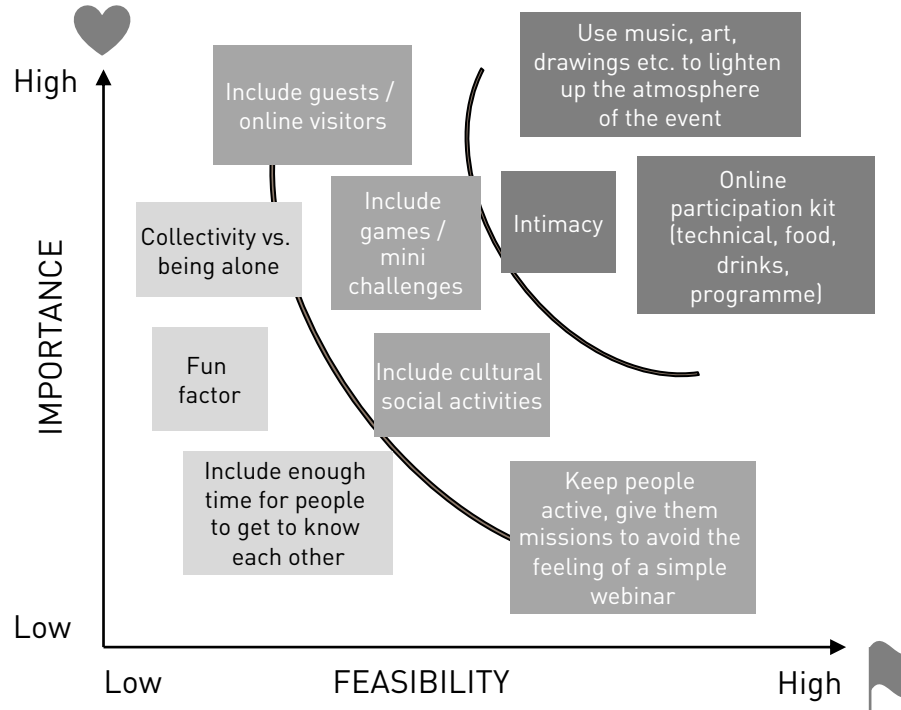 High
IMPORTANCE
Low
Low
FEASIBILITY
High
Include guests /
online visitors
Use music, art,
drawings etc. to lighten
up the atmosphere
of the event
Collectivity vs.
being alone
Include
games /
mini
challenges
Intimacy
Online
participation kit
(technical, food,
drinks,
programme)
Fun
factor
Include cultural
social activities
Include enough
time for people
to get to know
each other
Keep people
active, give them
missions to avoid the
feeling of a simple
webinar